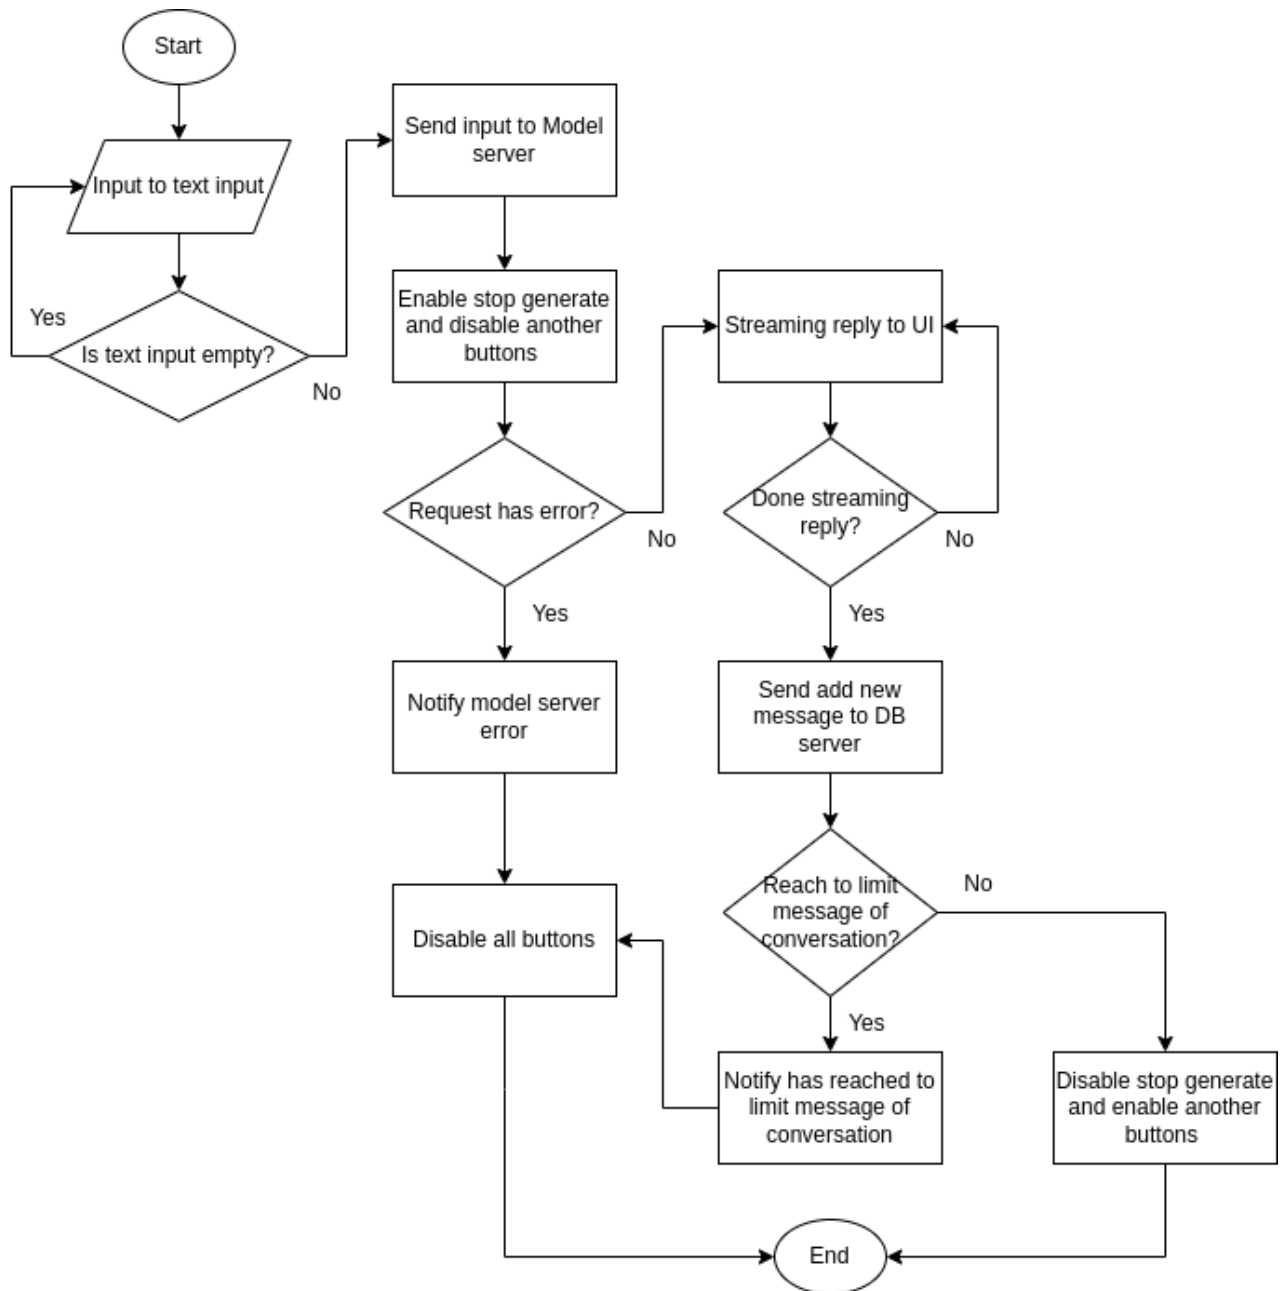 Start
Input to text input
Yes
Is text input empty?
No
Send input to Model
server
Enable stop generate
and disable another
buttons
Request has error?
No
Yes
Notify model server
error
Disable all buttons
Streaming reply to UI
Done streaming
reply?
No
Yes
Send add new
message to DB
server
Reach to limit
message of
conversation?
No
Yes
Notify has reached to
limit message of
conversation
Disable stop generate
and enable another
buttons
End